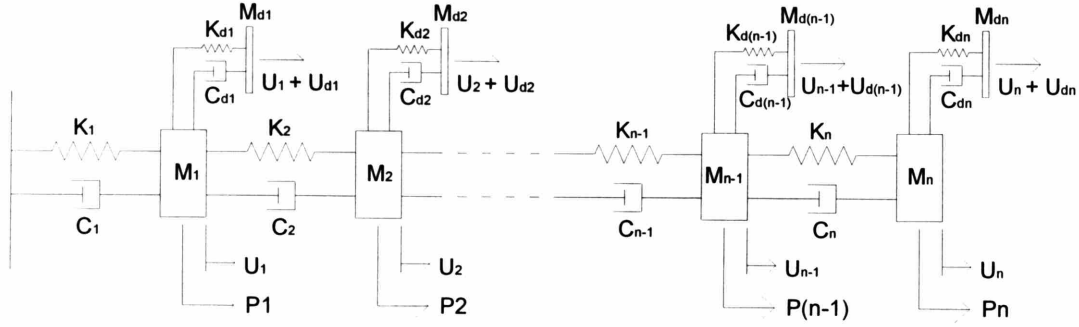 Md1 Md2 Md(n-1) Mdn
Kd1 Kd2 Kd(n-1) Kdn
U1 + Ud1 U2 + Ud2 Un-1+Ud(n-1) Un + Udn
Cd1 Cd2 Cd(n-1) Cdn
K1 K2 Kn-1 Kn
M1 M2 Mn-1 Mn
C1 C2 Cn-1 Cn
U1 U2 Un-1 Un
P1 P2 P(n-1) Pn